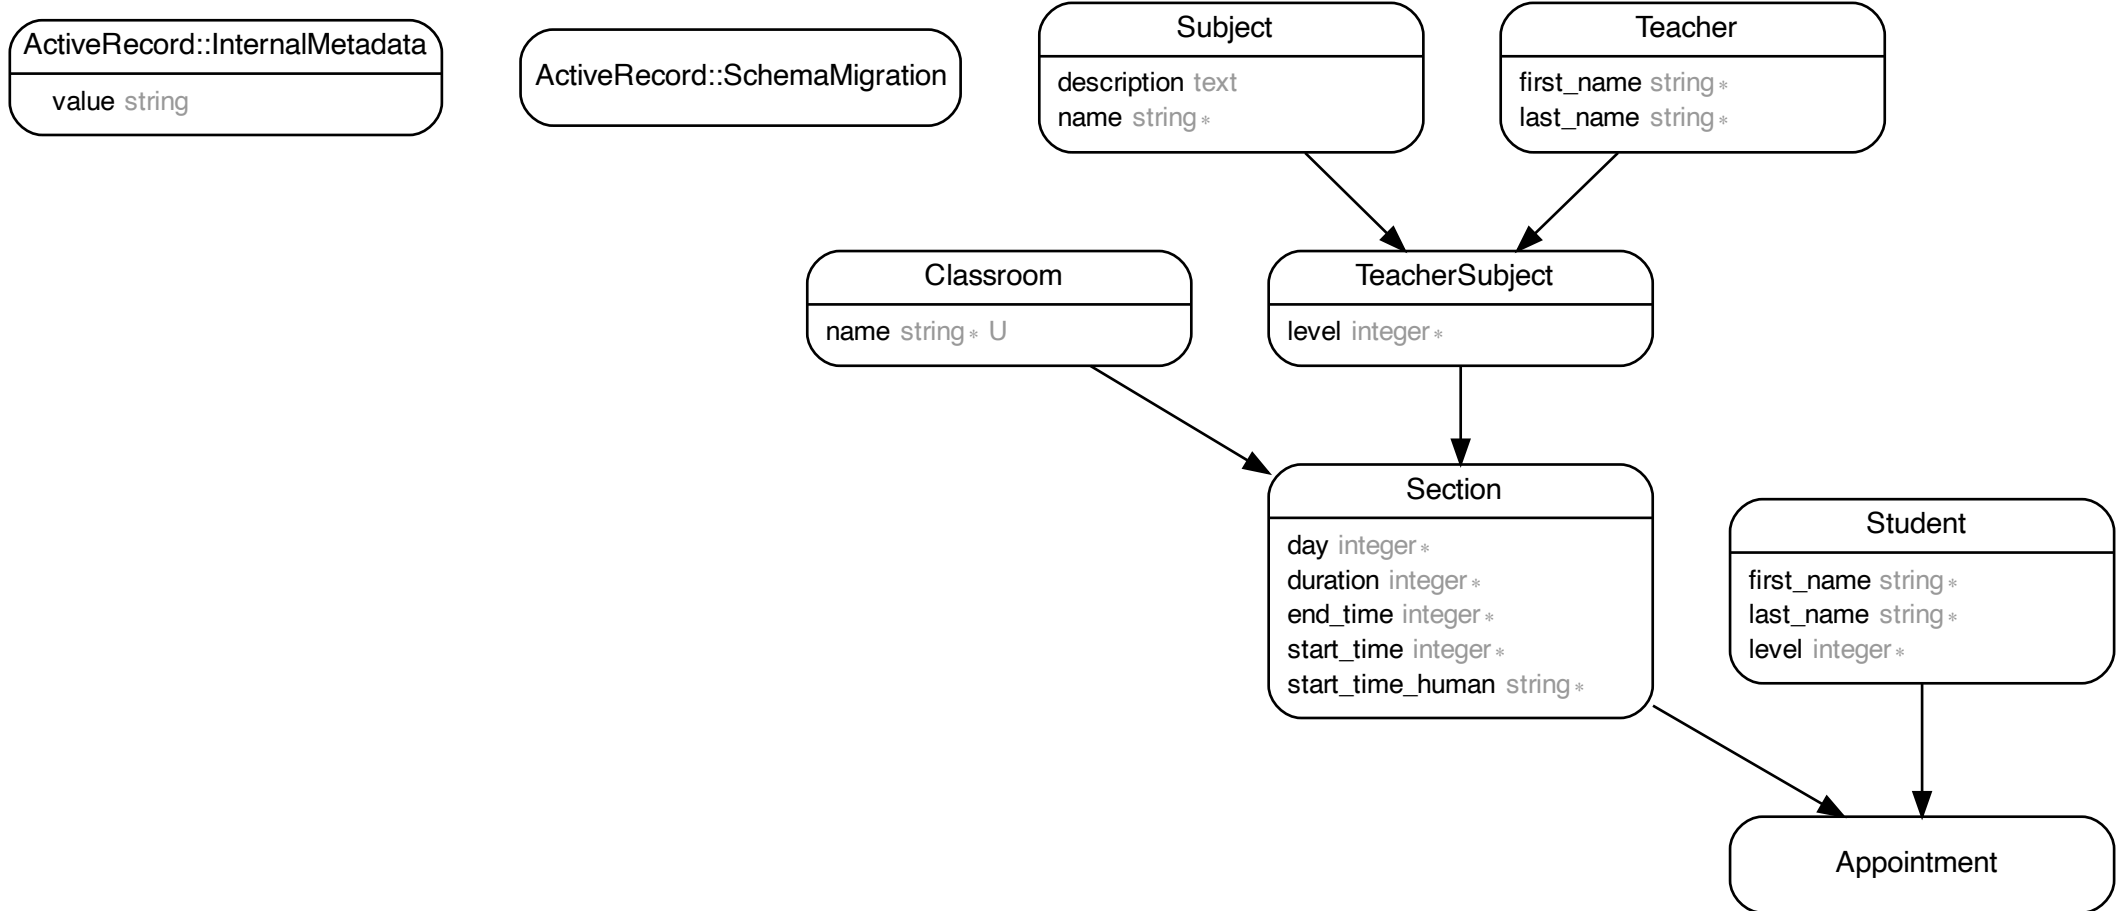 ActiveRecord::InternalMetadata
value string
ActiveRecord::SchemaMigration
Subject
description text
name string *
Teacher
first_name string *
last_name string *
Classroom
name string * U
TeacherSubject
level integer *
Section
day integer *
duration integer *
end_time integer *
start_time integer *
start_time_human string *
Student
first_name string *
last_name string *
level integer *
Appointment